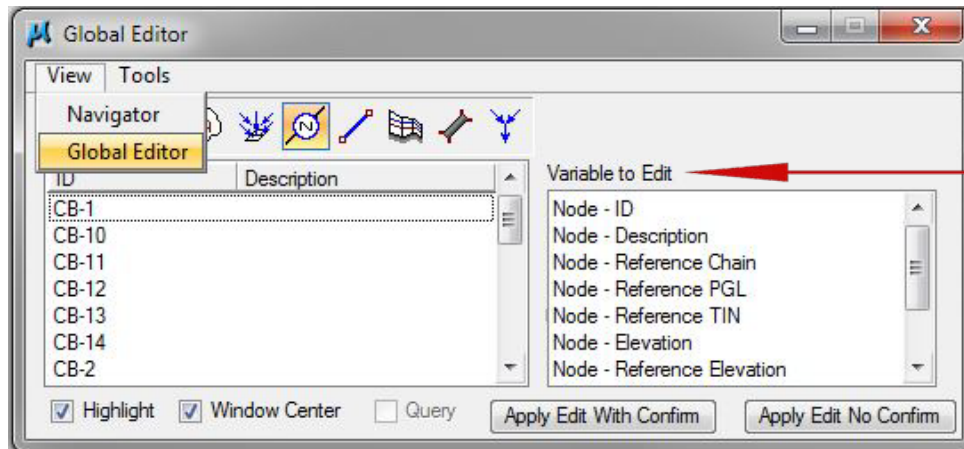 Global Editor
View Tools
Navigator
Global Editor
N
ID Description
CB-1
CB-10
CB-11
CB-12
CB-13
CB-14
CB-2
Variable to Edit
Node - ID
Node - Description
Node - Reference Chain
Node - Reference PGL
Node - Reference TIN
Node - Elevation
Node - Reference Elevation
Highlight Window Center Query Apply Edit With Confirm Apply Edit No Confirm